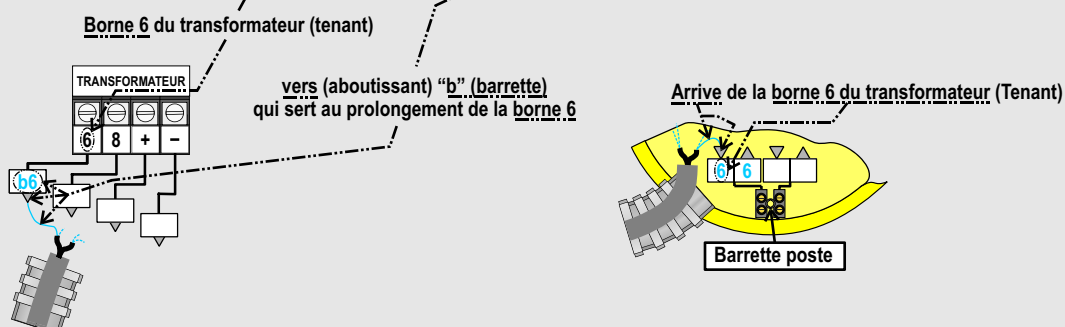 Borne 6 du transformateur (tenant)
TRANSFORMATEUR
6 8 + −
b6
vers (aboutissant) “b” (barrette)
qui sert au prolongement de la borne 6
Arrive de la borne 6 du transformateur (Tenant)
6 6
Barrette poste